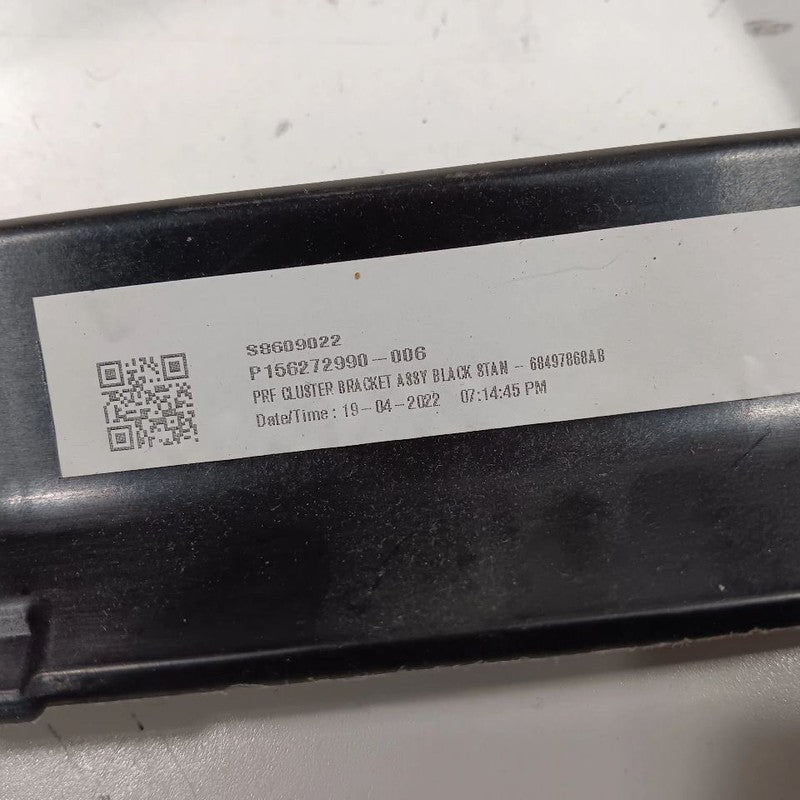 S8609022
P156272990-006
PRF CLUSTER BRACKET ASSY BLACK STAN - 68497868AB
Date/Time : 19-04-2022 07:14:45 PM